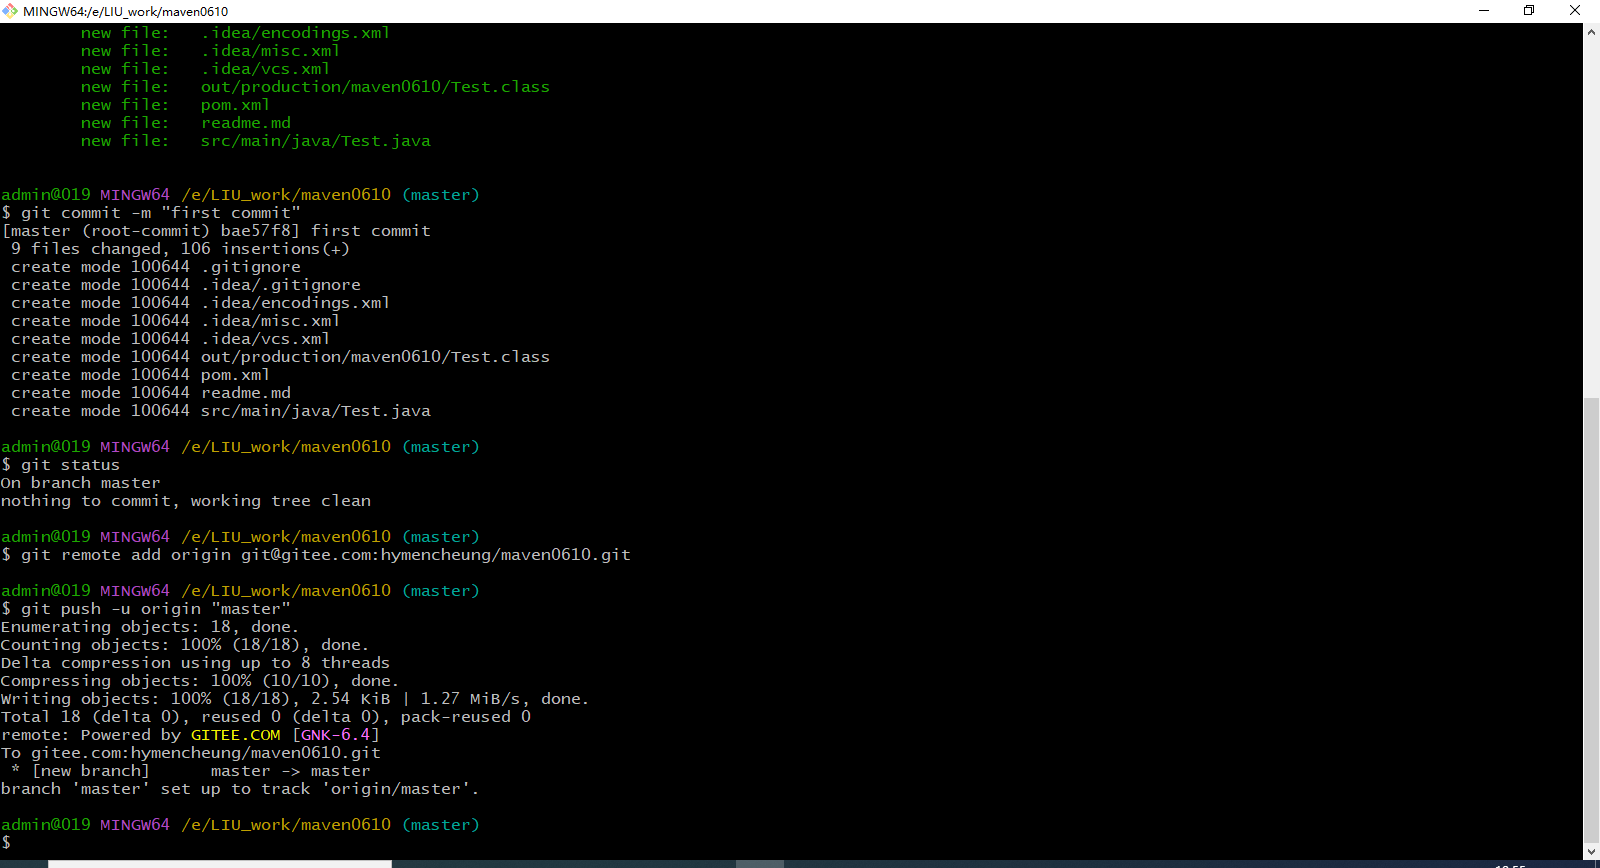 MINGW64:/e/LIU_work/maven0610
new file:   .idea/encodings.xml
new file:   .idea/misc.xml
new file:   .idea/vcs.xml
new file:   out/production/maven0610/Test.class
new file:   pom.xml
new file:   readme.md
new file:   src/main/java/Test.java
admin@019 MINGW64 /e/LIU_work/maven0610 (master)
$ git commit -m "first commit"
[master (root-commit) bae57f8] first commit
 9 files changed, 106 insertions(+)
 create mode 100644 .gitignore
 create mode 100644 .idea/.gitignore
 create mode 100644 .idea/encodings.xml
 create mode 100644 .idea/misc.xml
 create mode 100644 .idea/vcs.xml
 create mode 100644 out/production/maven0610/Test.class
 create mode 100644 pom.xml
 create mode 100644 readme.md
 create mode 100644 src/main/java/Test.java
admin@019 MINGW64 /e/LIU_work/maven0610 (master)
$ git status
On branch master
nothing to commit, working tree clean
admin@019 MINGW64 /e/LIU_work/maven0610 (master)
$ git remote add origin git@gitee.com:hymencheung/maven0610.git
admin@019 MINGW64 /e/LIU_work/maven0610 (master)
$ git push -u origin "master"
Enumerating objects: 18, done.
Counting objects: 100% (18/18), done.
Delta compression using up to 8 threads
Compressing objects: 100% (10/10), done.
Writing objects: 100% (18/18), 2.54 KiB | 1.27 MiB/s, done.
Total 18 (delta 0), reused 0 (delta 0), pack-reused 0
remote: Powered by GITEE.COM [GNK-6.4]
To gitee.com:hymencheung/maven0610.git
 * [new branch]      master -> master
branch 'master' set up to track 'origin/master'.
admin@019 MINGW64 /e/LIU_work/maven0610 (master)
$